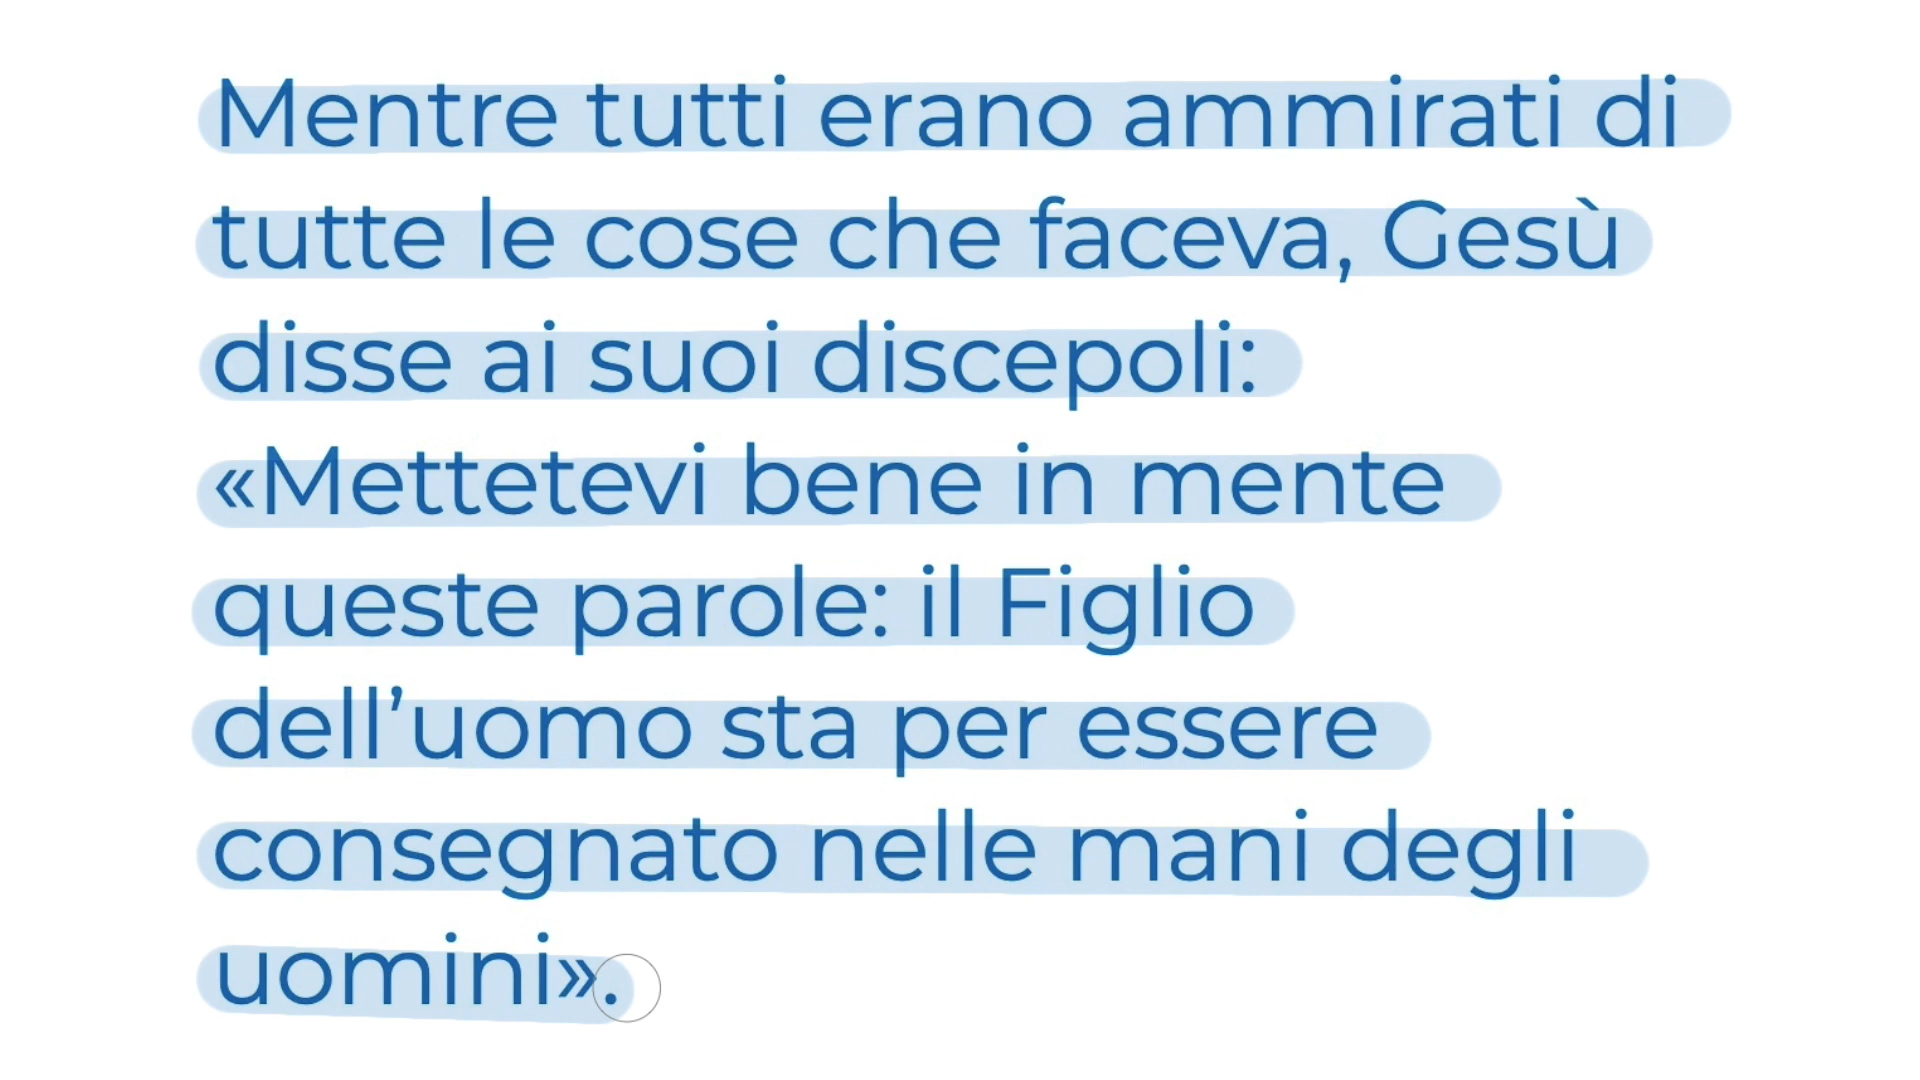 Mentre tutti erano ammirati di
tutte le cose che faceva, Gesù
disse ai suoi discepoli:
«Mettetevi bene in mente
queste parole: il Figlio
dell’uomo sta per essere
consegnato nelle mani degli
uomini».